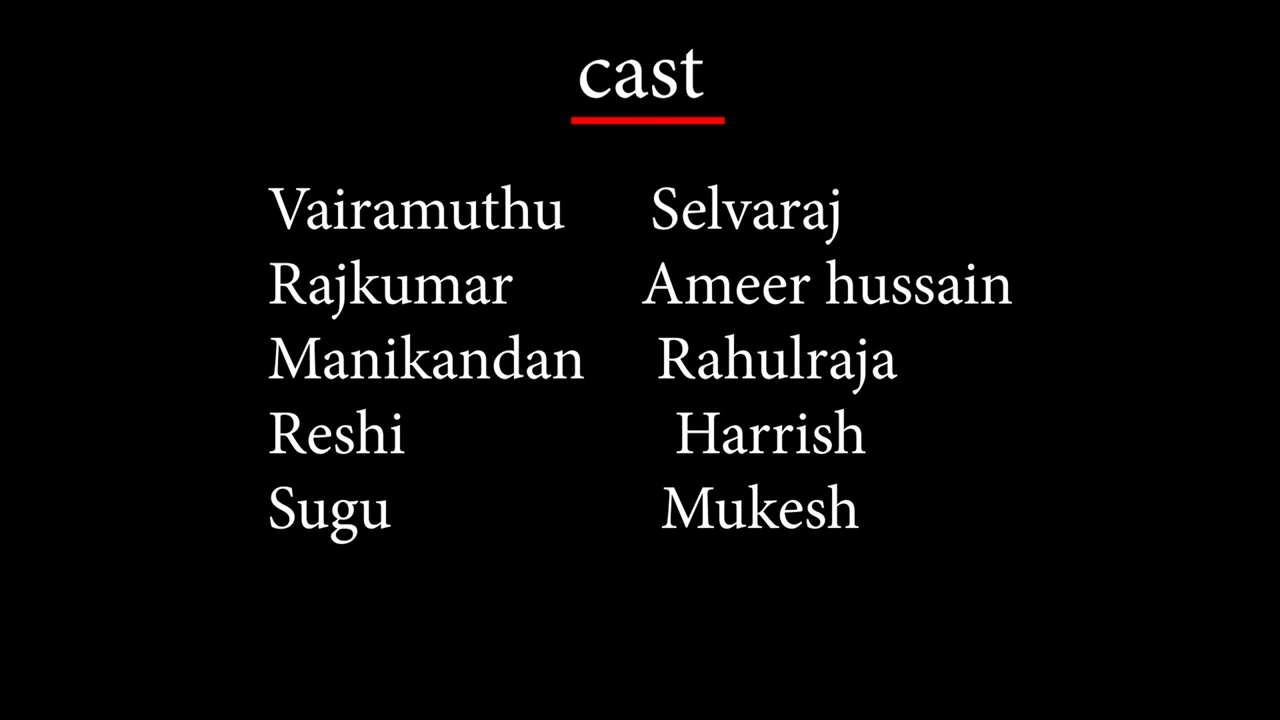 cast
Vairamuthu Selvaraj
Rajkumar Ameer hussain
Manikandan Rahulraja
Reshi Harrish
Sugu Mukesh